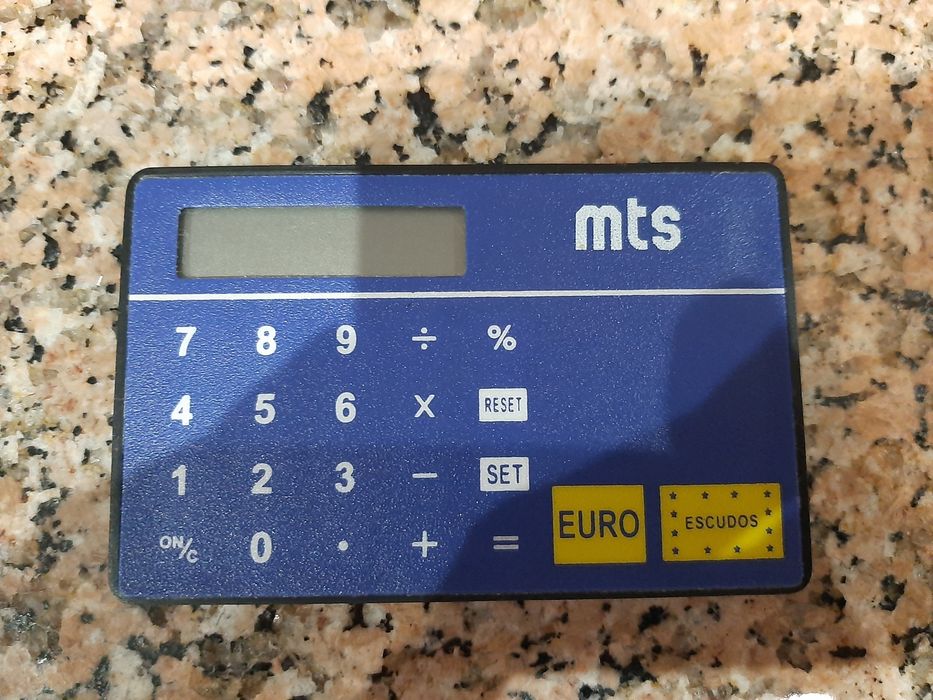 mts
7 8 9 ÷ %
4 5 6 X RESET
1 2 3 − SET
ON/C 0 · + = EURO ESCUDOS